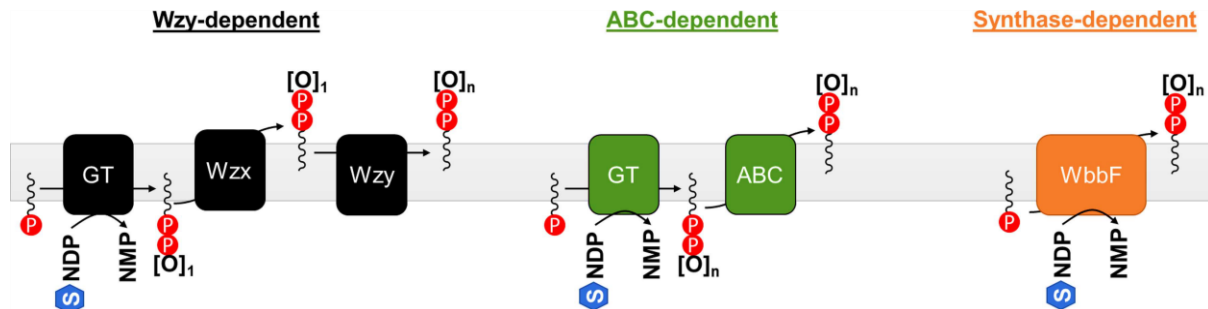 Wzy-dependent
ABC-dependent
Synthase-dependent
[O]1
P
P
[O]n
P
P
[O]n
P
P
[O]n
P
P
GT
Wzx
Wzy
GT
ABC
WbbF
P
P
P
[O]1
P
P
P
[O]n
P
NDP
NMP
S
NDP
NMP
S
NDP
NMP
S